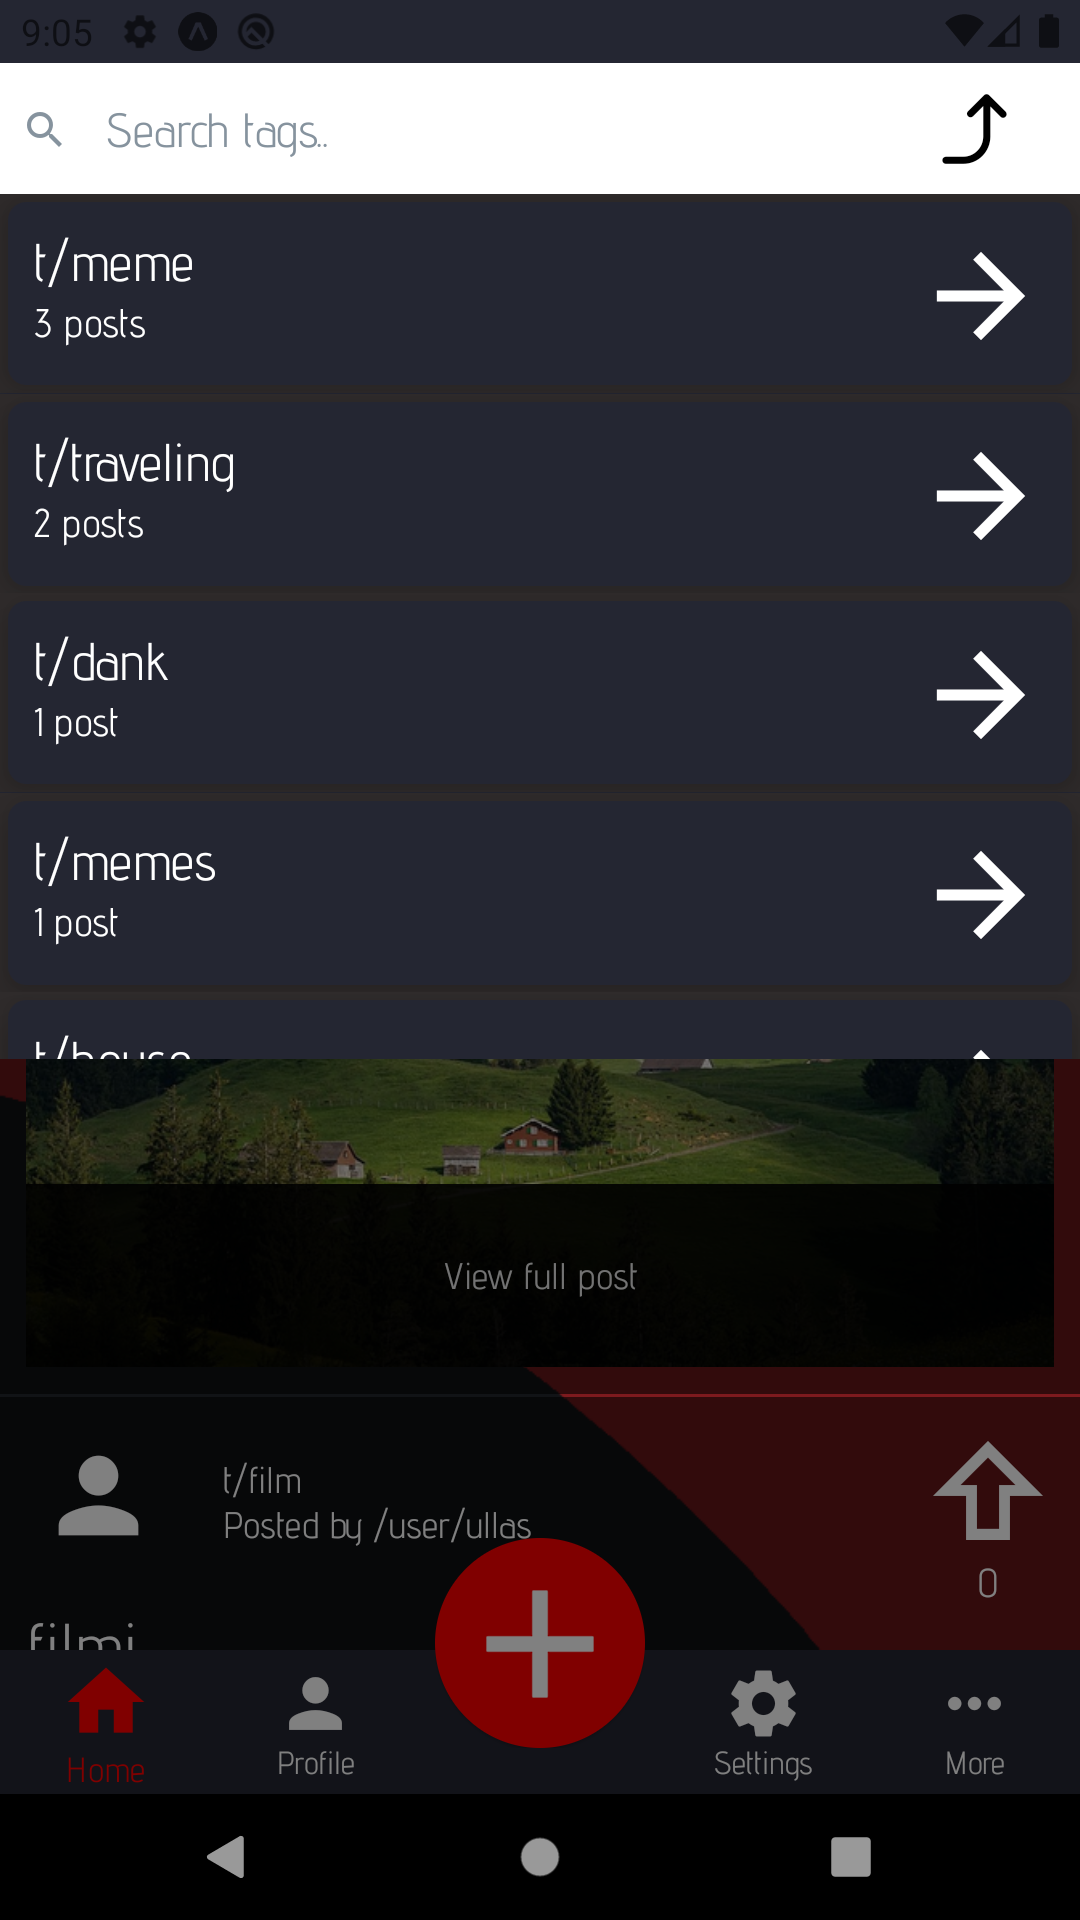 9:05
Search tags..
t/meme
3 posts
t/traveling
2 posts
t/dank
1 post
t/memes
1 post
t/house
View full post
t/film
Posted by /user/ullas
0
filmi
Home
Profile
Settings
More